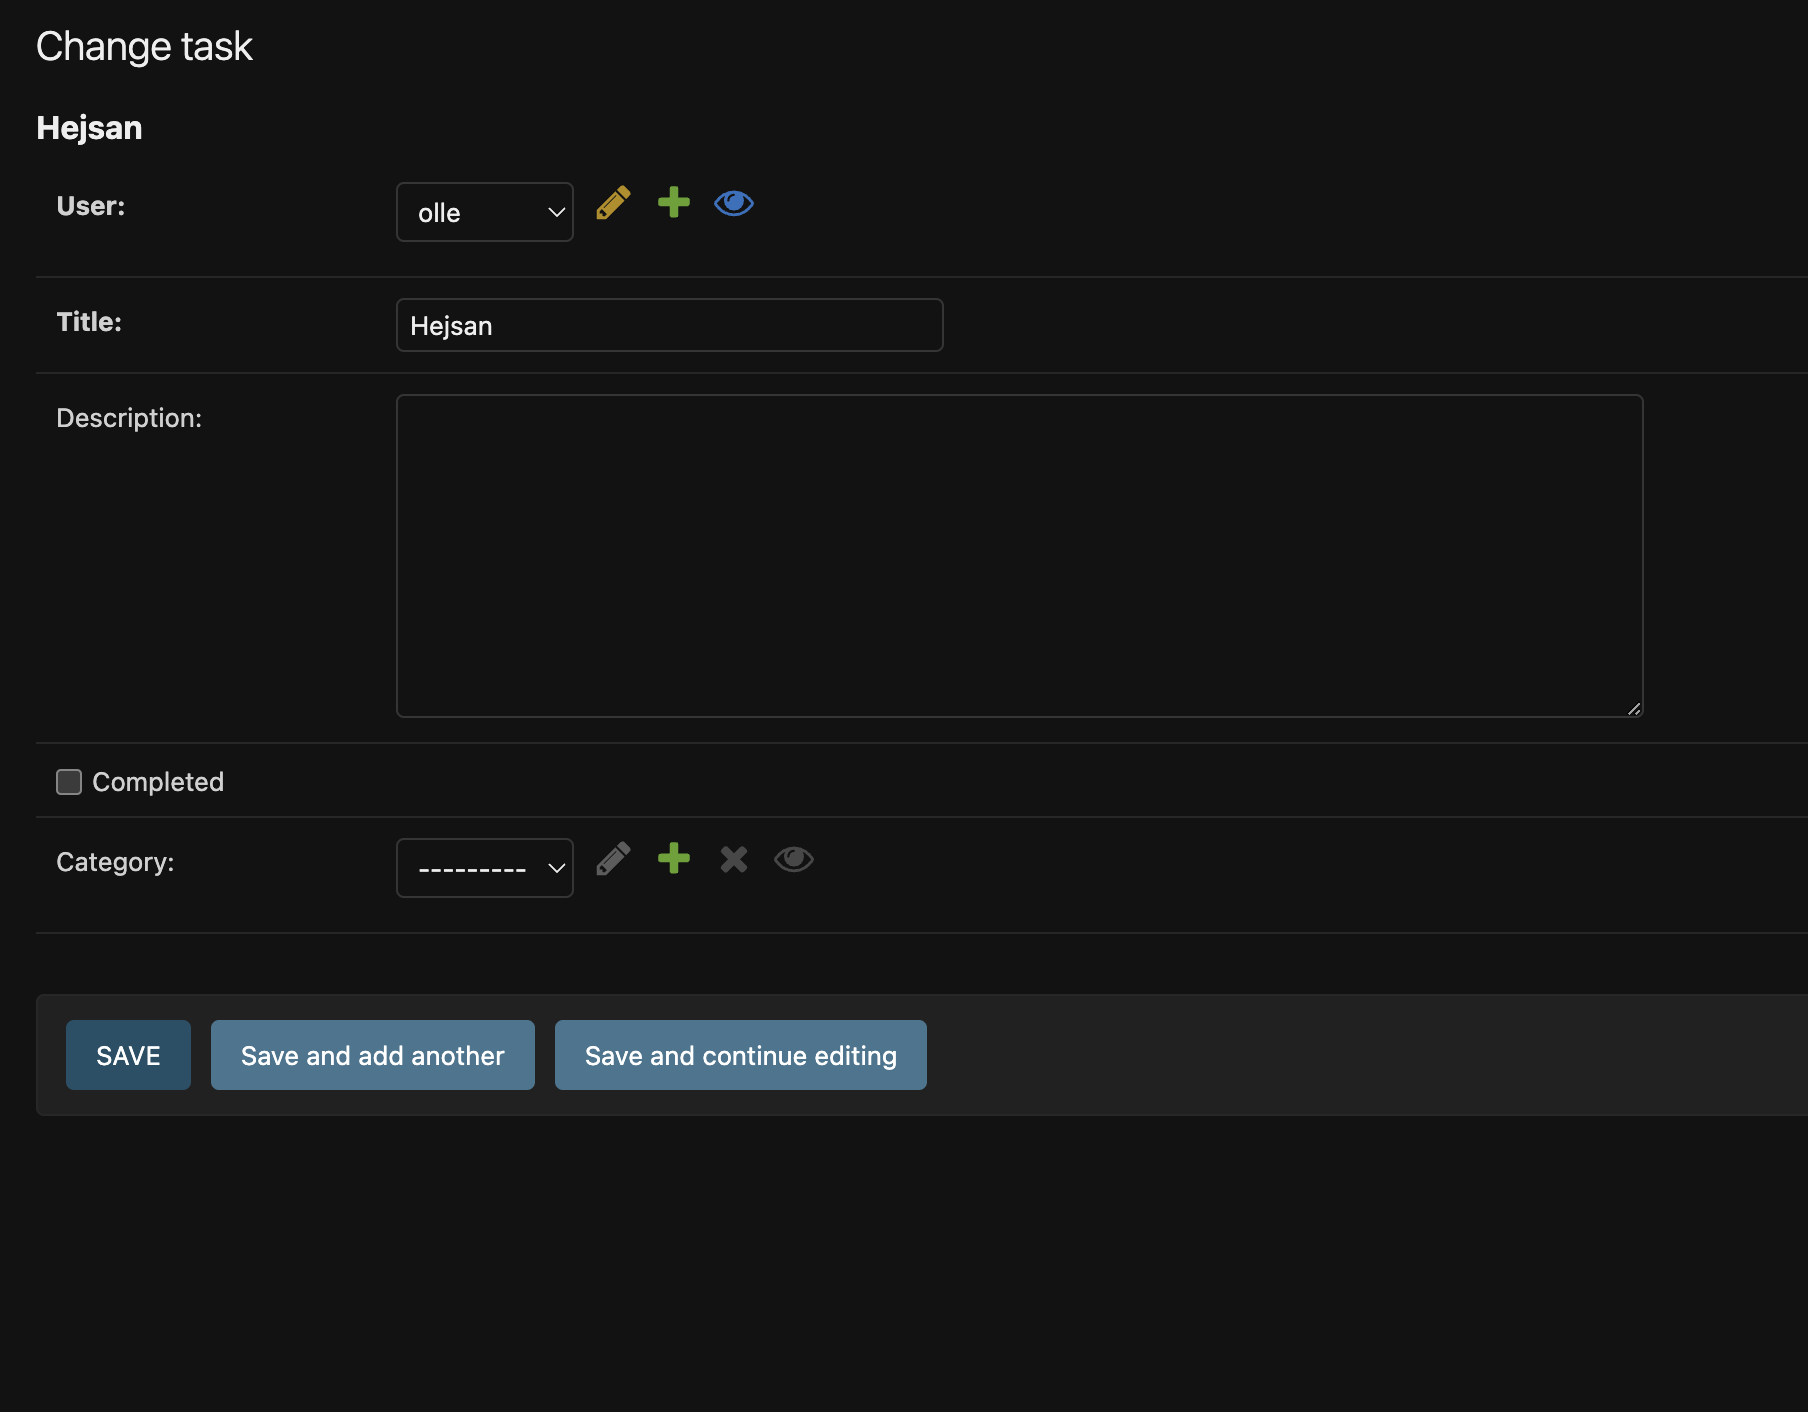 Change task
Hejsan
User:
olle
Title:
Hejsan
Description:
Completed
Category:
---------
SAVE
Save and add another
Save and continue editing